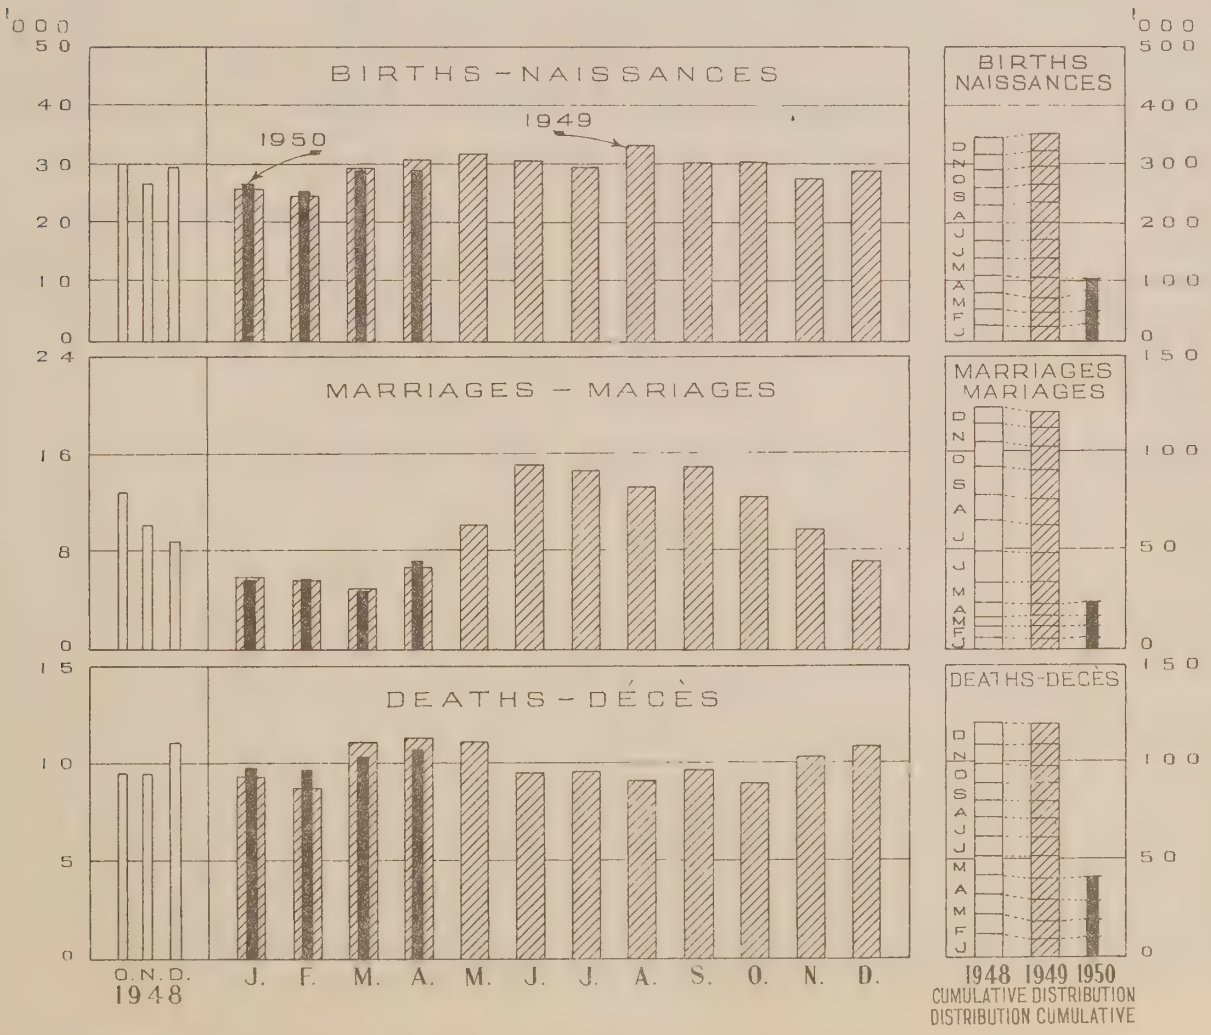 '000
50
40
30
20
10
0
BIRTHS - NAISSANCES
1950
1949
24
16
8
0
MARRIAGES - MARIAGES
15
10
5
0
DEATHS - DÉCÈS
O. N. D.
1948
J. F. M. A. M. J. J. A. S. O. N. D.
'000
500
400
300
200
100
0
BIRTHS
NAISSANCES
D
N
O
S
A
J
J
M
A
M
F
J
150
100
50
0
MARRIAGES
MARIAGES
D
N
O
S
A
J
J
M
A
M
F
J
150
100
50
0
DEATHS-DÉCÈS
D
N
O
S
A
J
J
M
A
M
F
J
1948 1949 1950
CUMULATIVE DISTRIBUTION
DISTRIBUTION CUMULATIVE